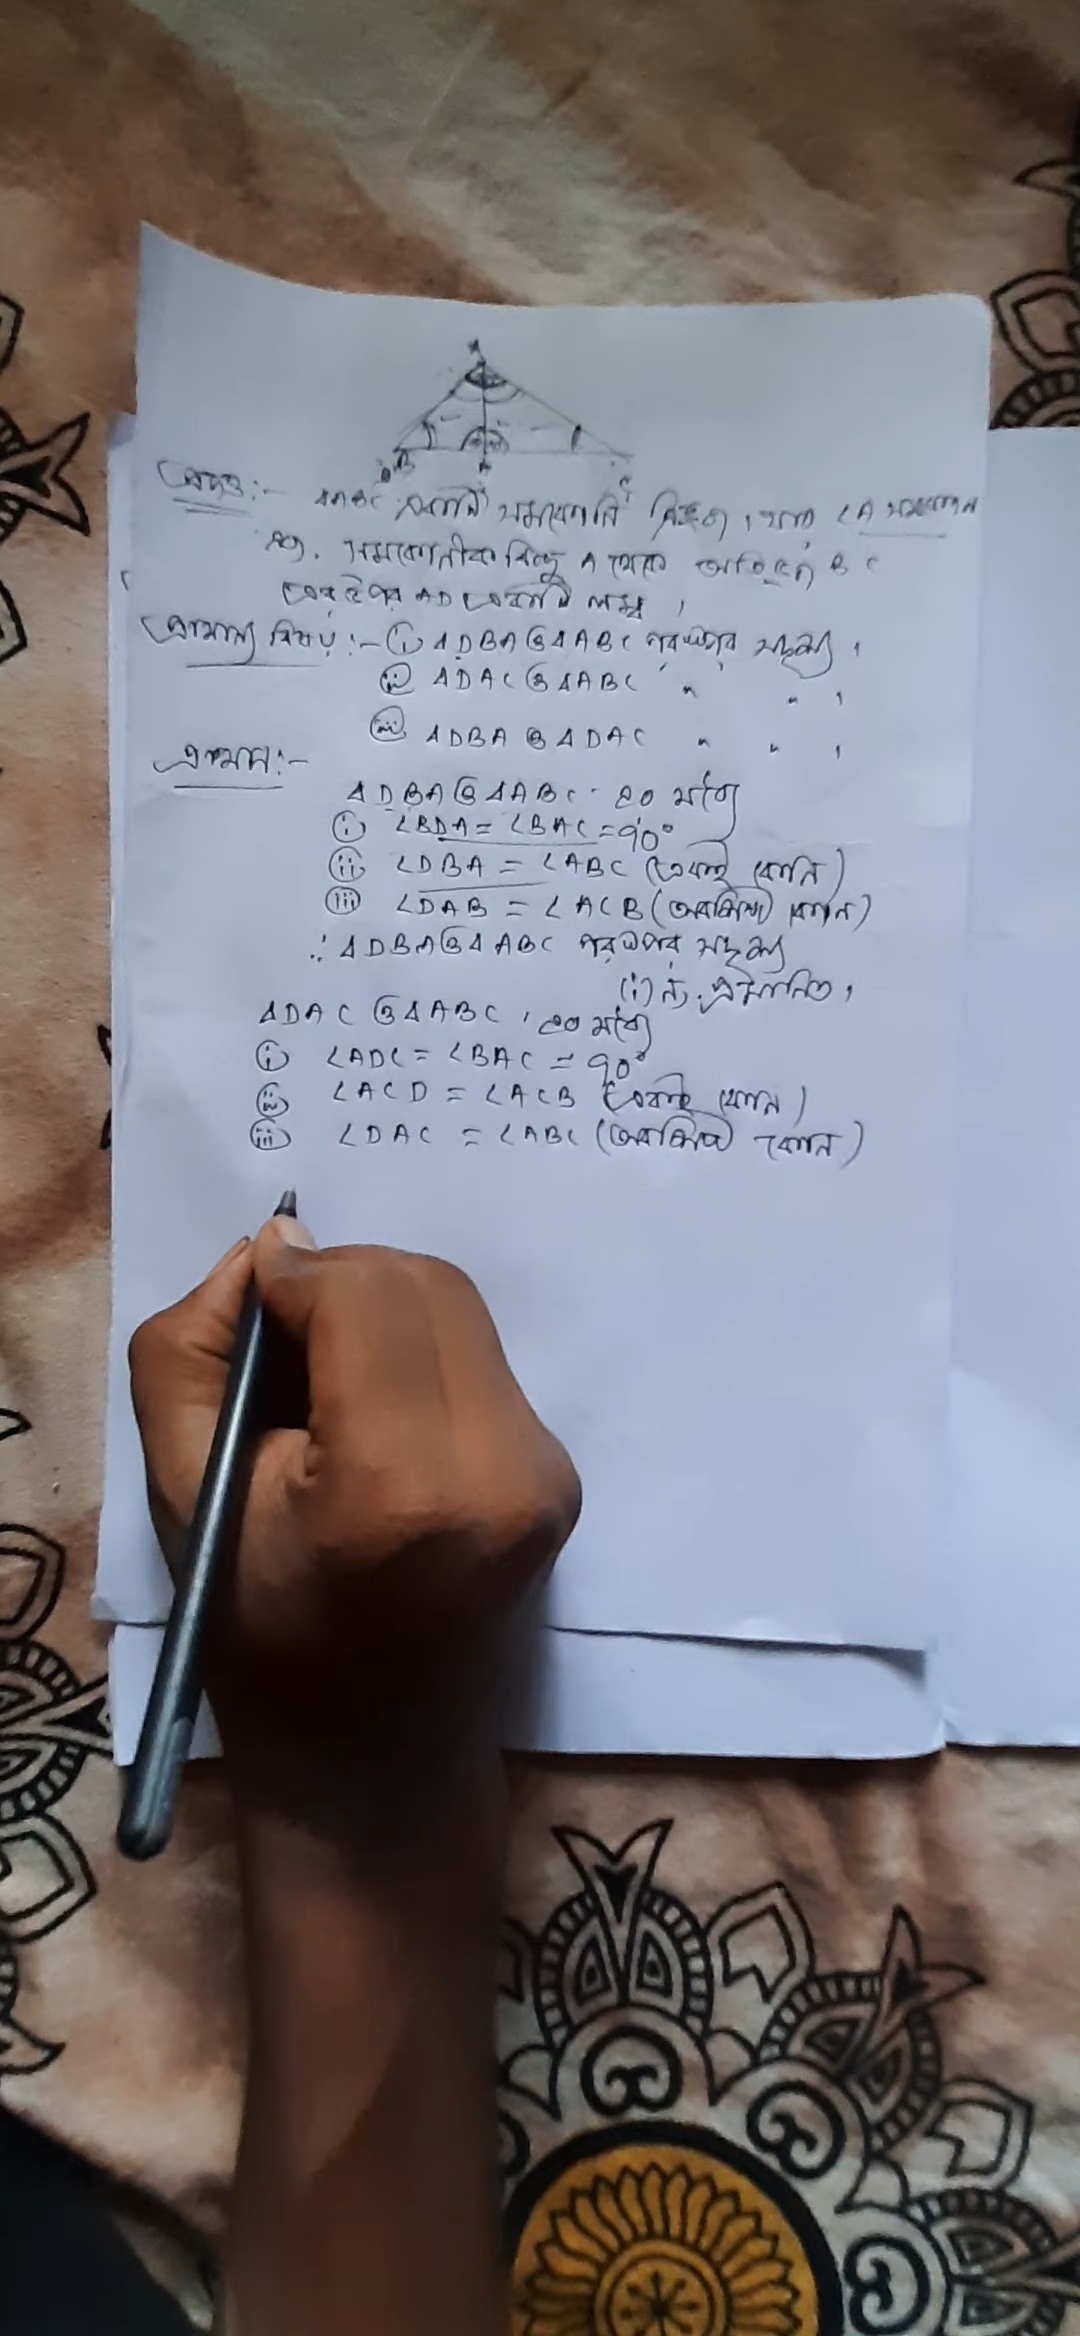 A
B
C
প্রদত্ত:- ΔABC একটি সমকোণী ত্রিভুজ, যার ∠A সমকোণ
সমকোণীক বিন্দু A থেকে অতিভুজ BC
এর উপর AD একটি লম্ব।
প্রামাণ্য বিষয়:- (i) ΔDBA ও ΔABC পরস্পর সদৃশ্য।
(ii) ΔDAC ও ΔABC " " ।
(iii) ΔDBA ও ΔDAC " " ।
প্রমাণ:-
ΔDBA ও ΔABC এর মধ্যে
(i) ∠BDA = ∠BAC = 90°
(ii) ∠DBA = ∠ABC (একই কোন)
(iii) ∠DAB = ∠ACB (অবশিষ্ট কোন)
∴ ΔDBA ও ΔABC পরস্পর সদৃশ্য
(i) নং প্রমানিত।
ΔDAC ও ΔABC, এর মধ্যে
(i) ∠ADC = ∠BAC = 90°
(ii) ∠ACD = ∠ACB (একই কোন)
(iii) ∠DAC = ∠ABC (অবশিষ্ট কোন)